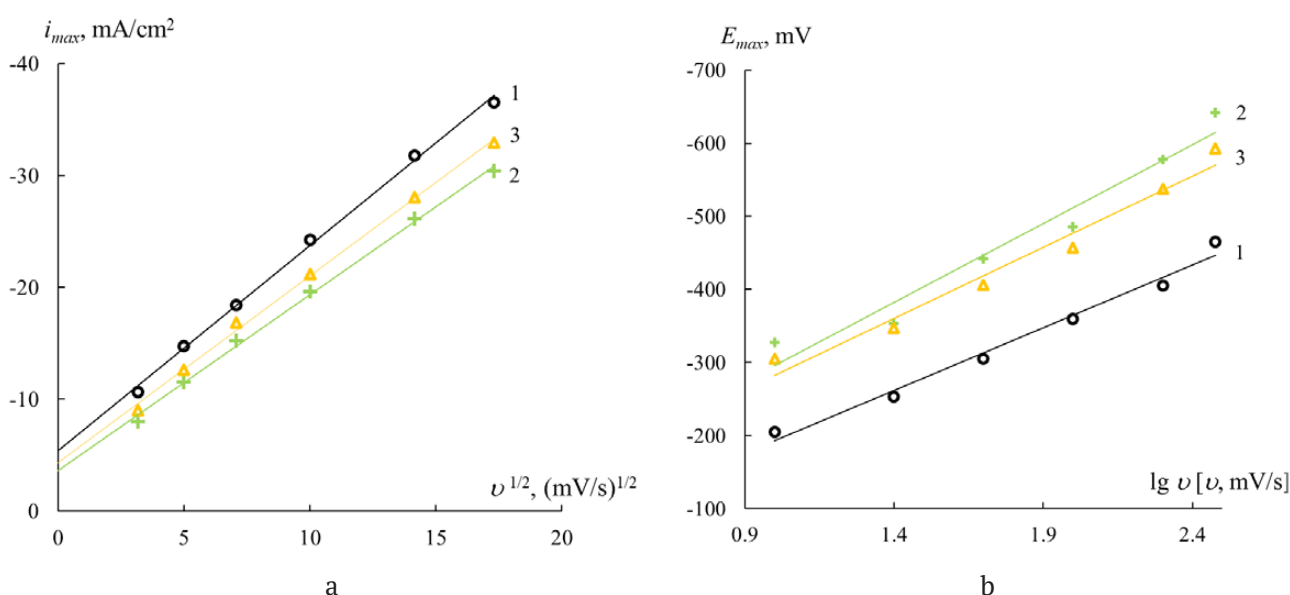 i_max, mA/cm²
-40
-30
-20
-10
0
0 5 10 15 20
1
3
2
υ^1/2, (mV/s)^1/2
a
E_max, mV
-700
-600
-500
-400
-300
-200
-100
0.9 1.4 1.9 2.4
2
3
1
lg υ [υ, mV/s]
b